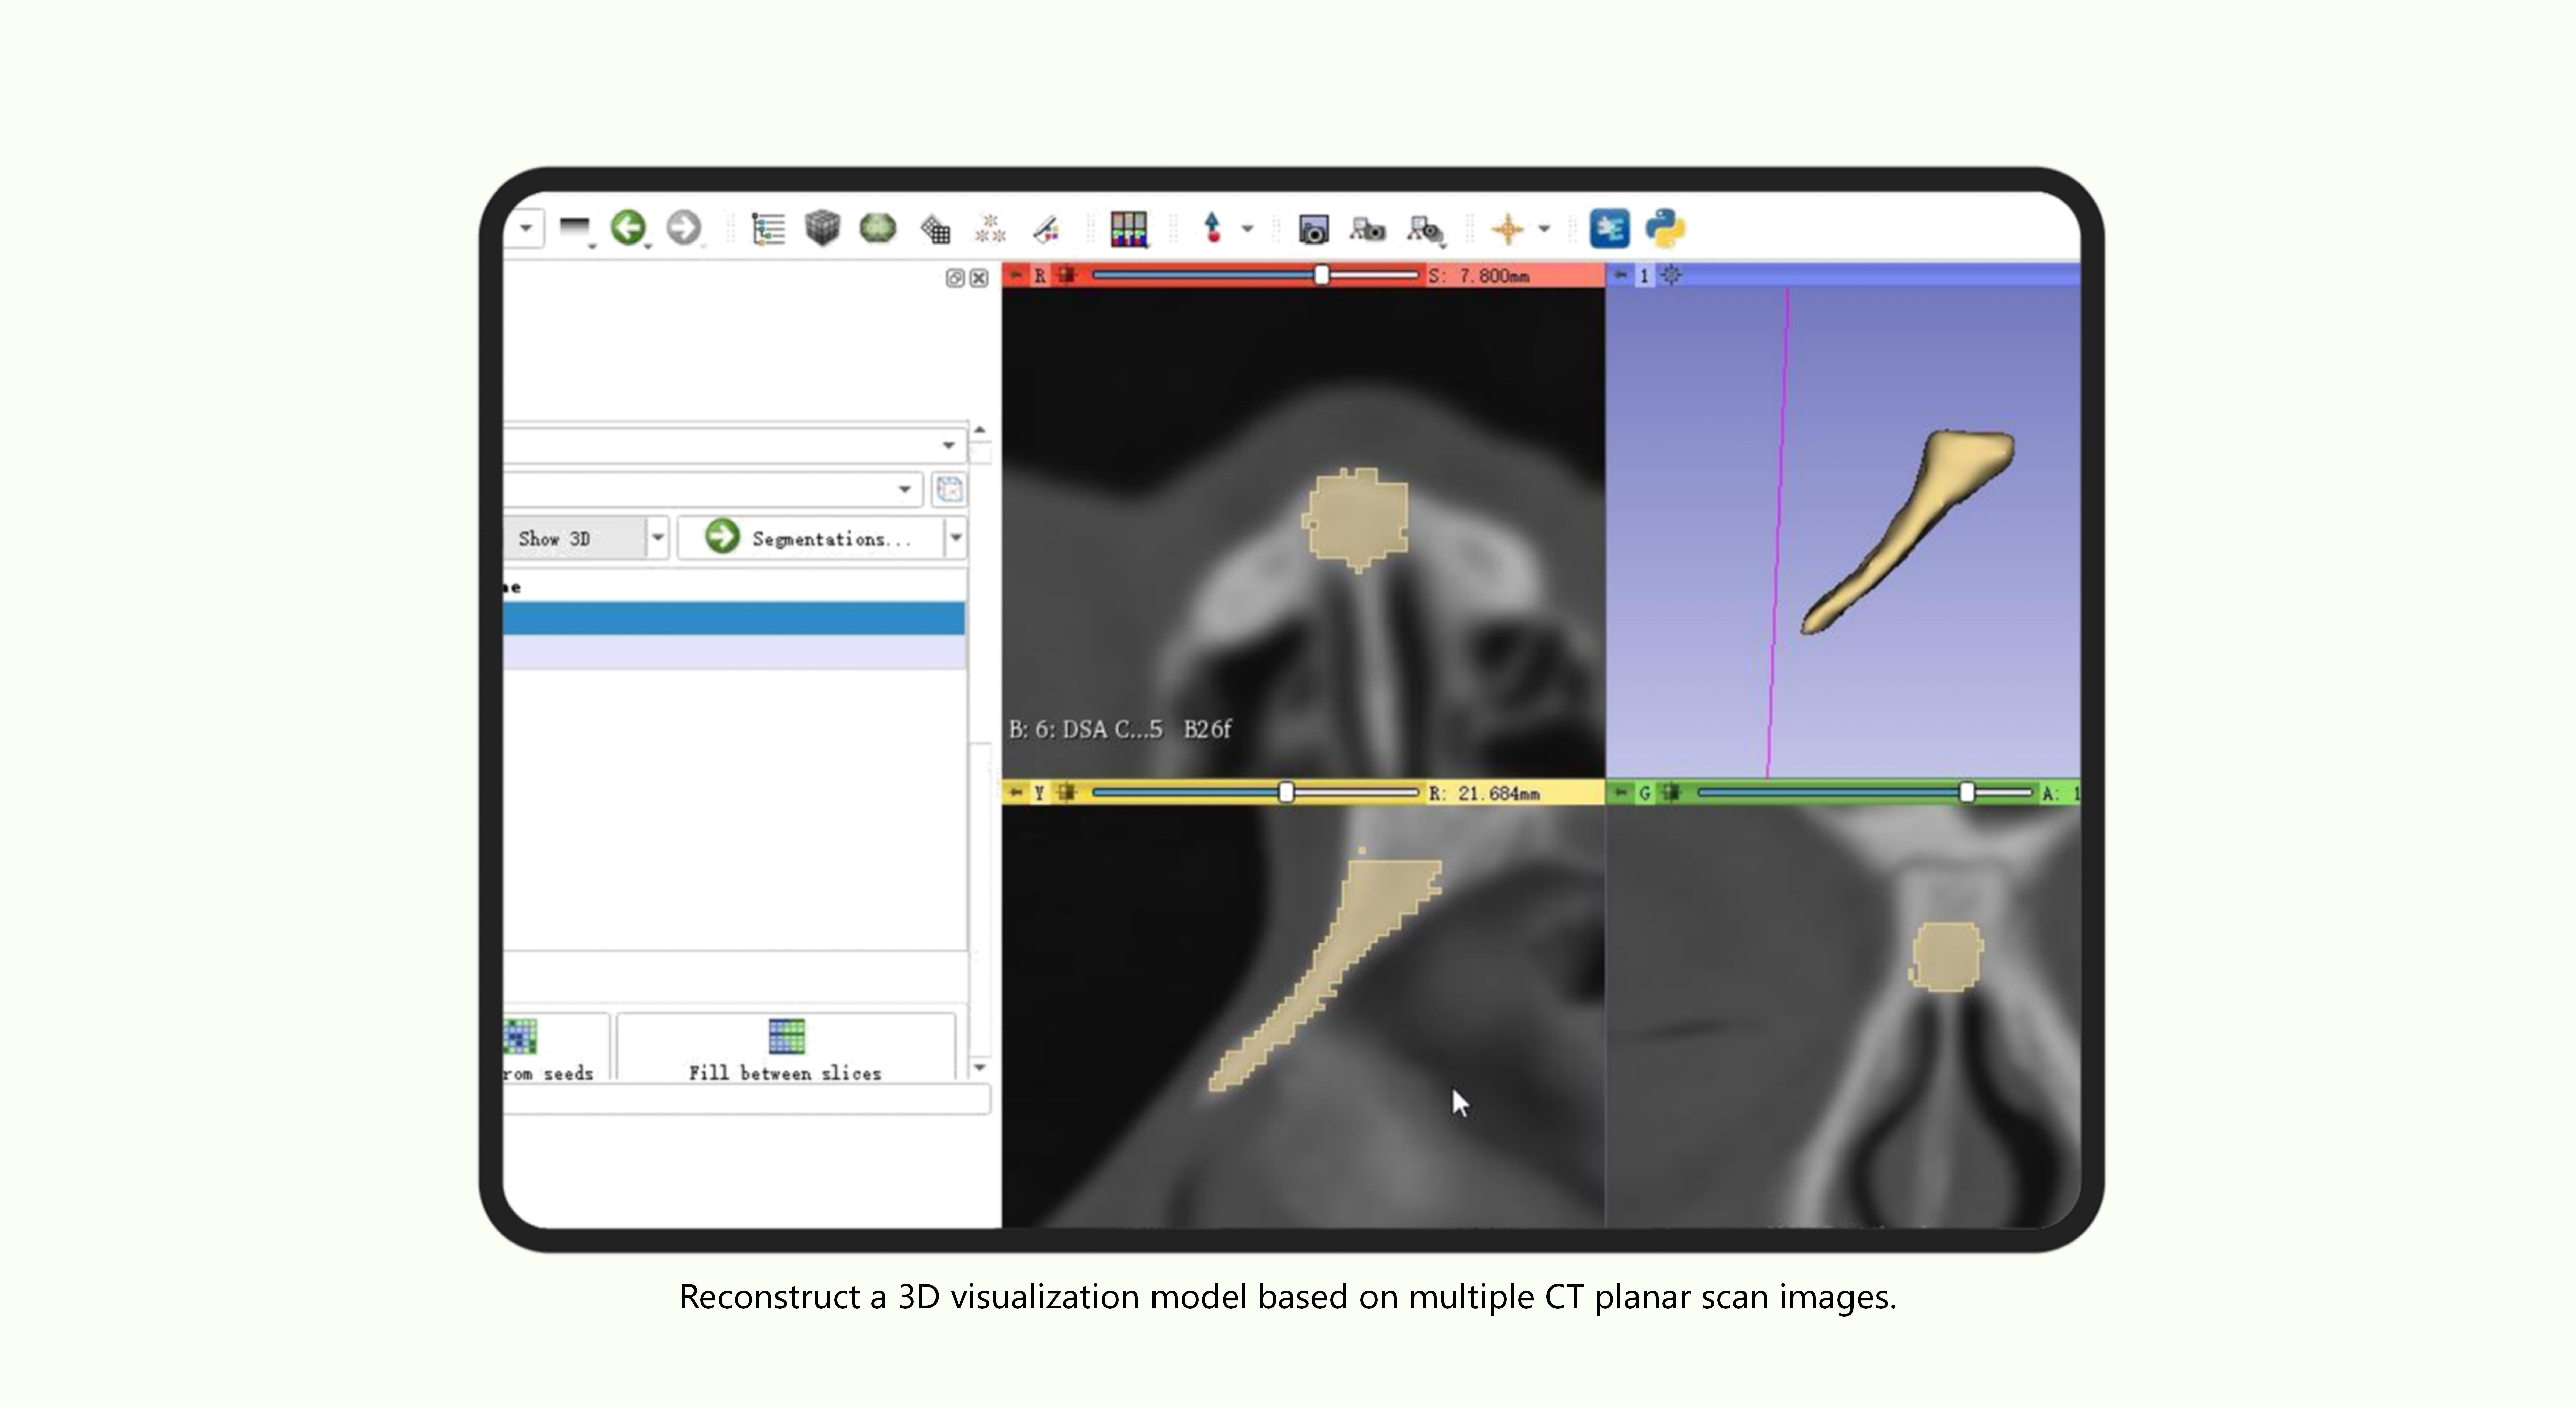 R S: 7.800mm
1
Show 3D
Segmentations...
B: 6: DSA C...5 B26f
Y R: 21.684mm
G A: 1
rom seeds
Fill between slices
Reconstruct a 3D visualization model based on multiple CT planar scan images.